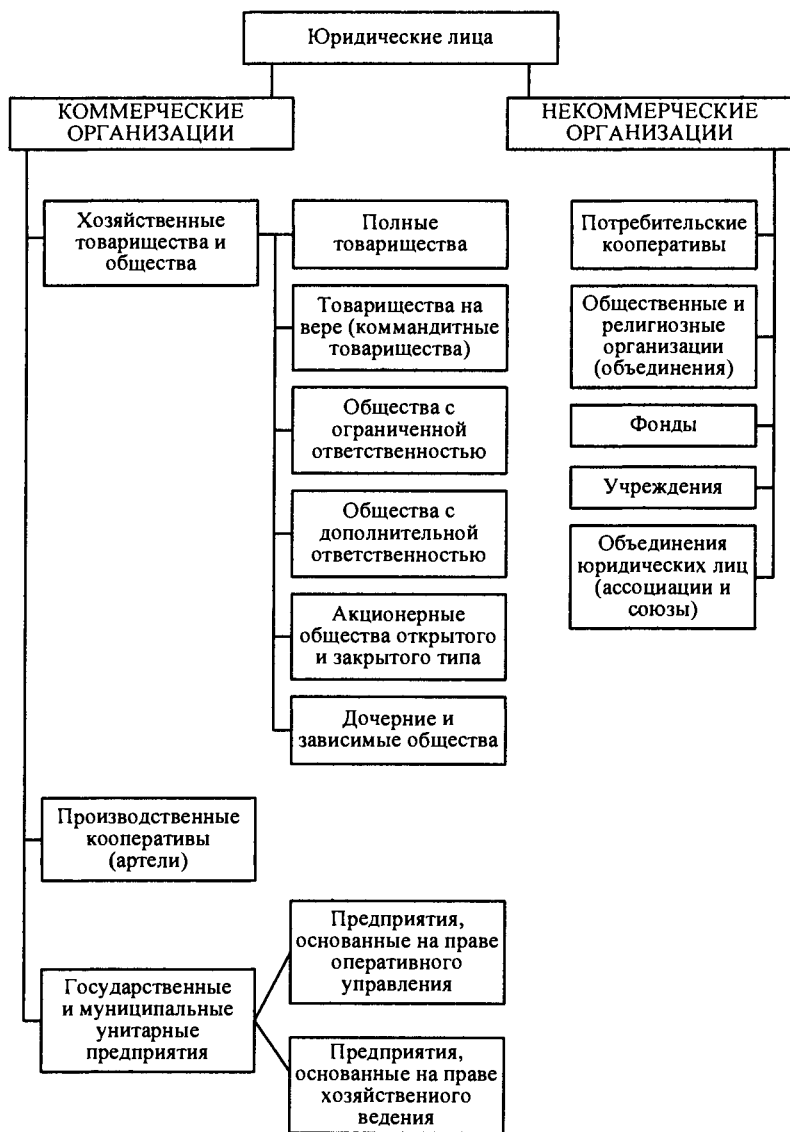 Юридические лица
КОММЕРЧЕСКИЕ
ОРГАНИЗАЦИИ
НЕКОММЕРЧЕСКИЕ
ОРГАНИЗАЦИИ
Хозяйственные
товарищества и
общества
Полные
товарищества
Товарищества на
вере (коммандитные
товарищества)
Общества с
ограниченной
ответственностью
Общества с
дополнительной
ответственностью
Акционерные
общества открытого
и закрытого типа
Дочерние и
зависимые общества
Производственные
кооперативы
(артели)
Государственные
и муниципальные
унитарные
предприятия
Предприятия,
основанные на праве
оперативного
управления
Предприятия,
основанные на праве
хозяйственного
ведения
Потребительские
кооперативы
Общественные и
религиозные
организации
(объединения)
Фонды
Учреждения
Объединения
юридических лиц
(ассоциации и
союзы)